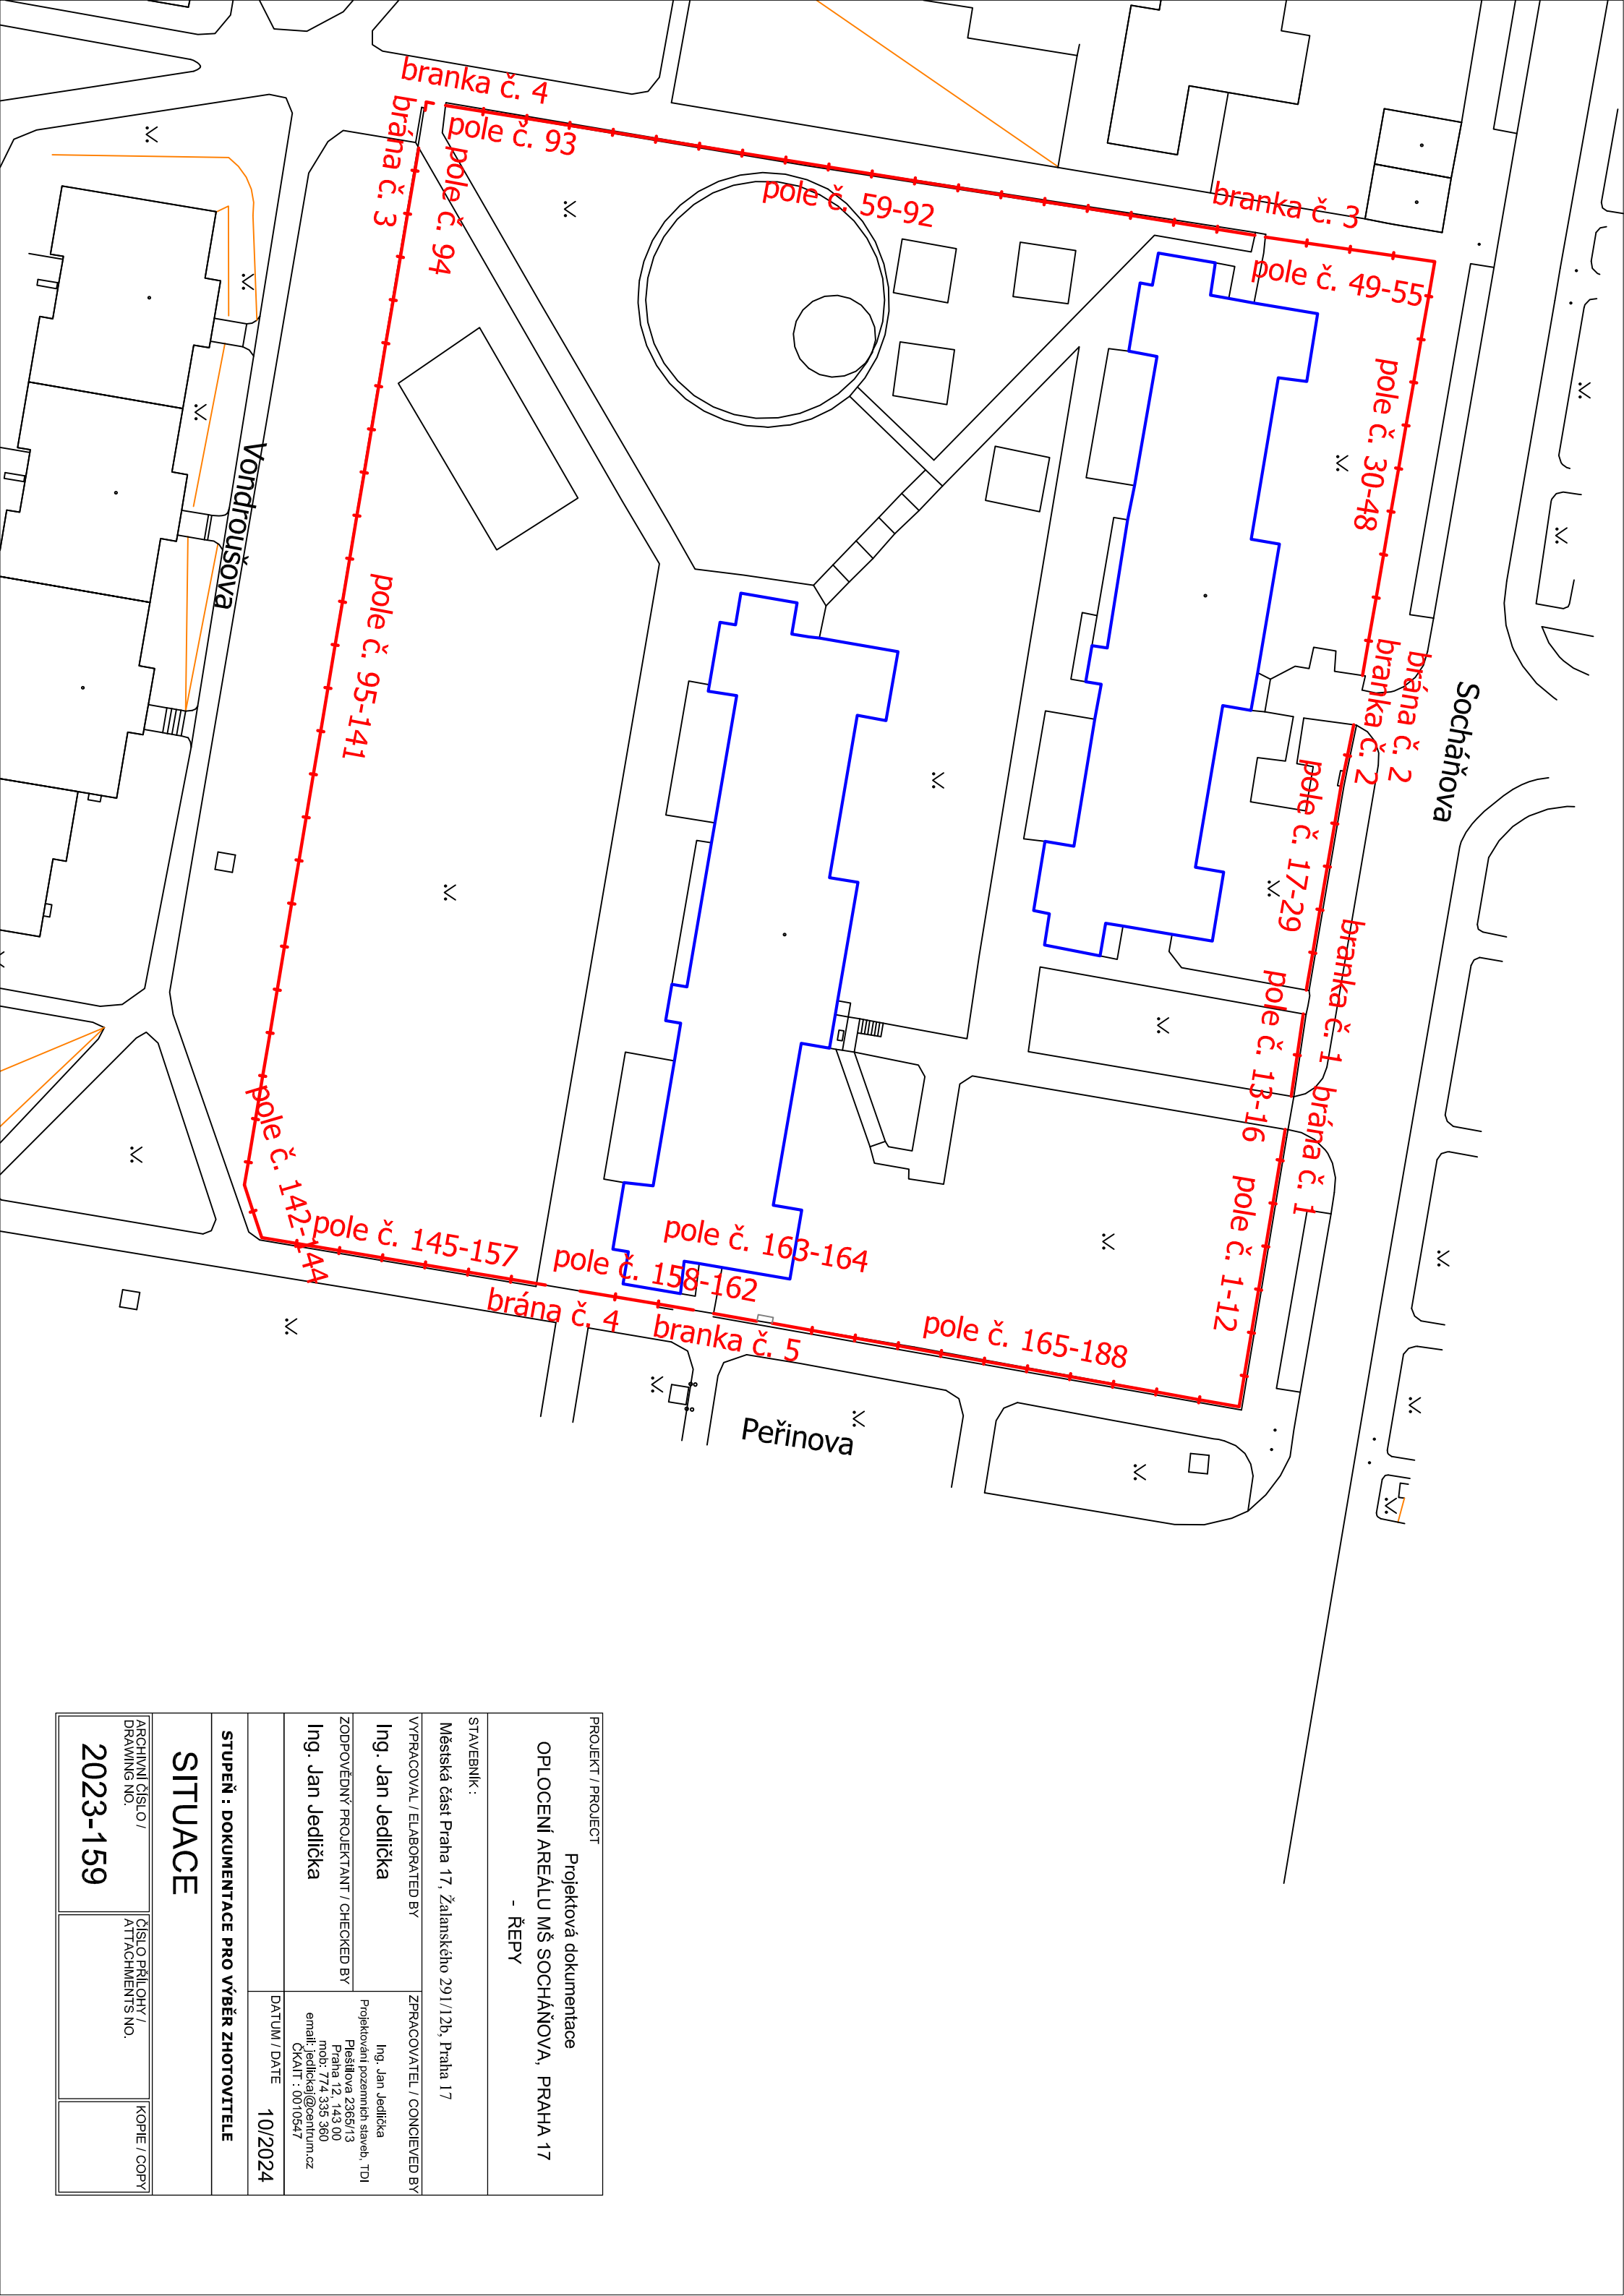 branka č. 4
brána č. 3
pole č. 93
pole č. 94
pole č. 59-92
branka č. 3
pole č. 49-55
pole č. 30-48
brána č. 2
branka č. 2
Socháňova
pole č. 17-29
branka č. 1
pole č. 13-16
brána č. 1
pole č. 1-12
Vondroušova
pole č. 95-141
pole č. 142-144
pole č. 145-157
pole č. 158-162
pole č. 163-164
brána č. 4
branka č. 5
pole č. 165-188
Peřinova
PROJEKT / PROJECT
Projektová dokumentace
OPLOCENÍ AREÁLU MŠ SOCHÁŇOVA, PRAHA 17
- ŘEPY
STAVEBNÍK :
Městská část Praha 17, Žalanského 291/12b, Praha 17
VYPRACOVAL / ELABORATED BY
Ing. Jan Jedlička
ZODPOVĚDNÝ PROJEKTANT / CHECKED BY
Ing. Jan Jedlička
ZPRACOVATEL / CONCIEVED BY
Ing. Jan Jedlička
Projektování pozemních staveb, TDI
Pleštilova 2365/13
Praha 12, 143 00
mob: 774 335 360
email: jedlickaj@centrum.cz
ČKAIT : 0010547
DATUM / DATE
10/2024
STUPEŇ : DOKUMENTACE PRO VÝBĚR ZHOTOVITELE
SITUACE
ARCHIVNÍ ČÍSLO /
DRAWING NO.
2023-159
ČÍSLO PŘÍLOHY /
ATTACHMENTS NO.
KOPIE / COPY